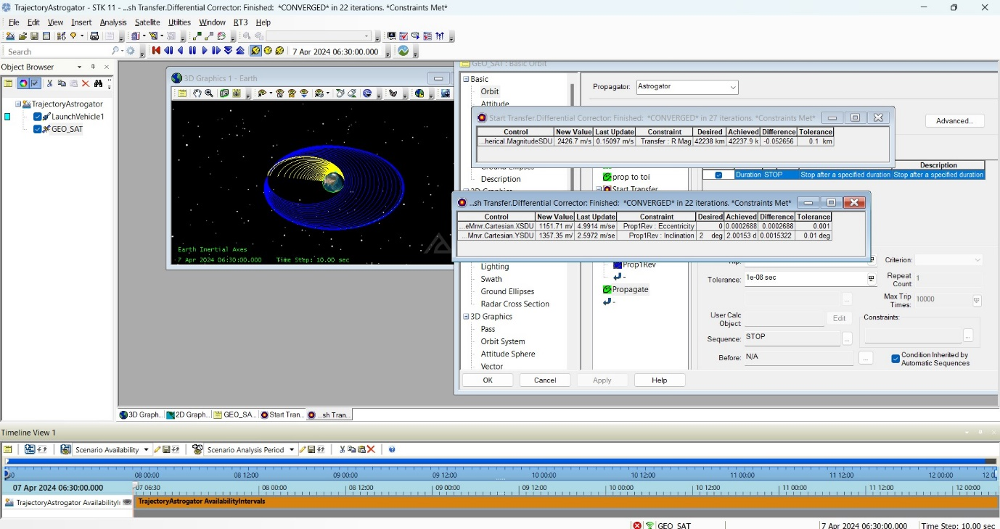 TrajectoryAstrogator - STK 11 - ...sh Transfer.Differential Corrector: Finished: *CONVERGED* in 22 iterations. *Constraints Met*
File Edit View Insert Analysis Satellite Utilities Window RT3 Help
Search
7 Apr 2024 06:30:00.000
Object Browser
TrajectoryAstrogator
LaunchVehicle1
GEO_SAT
3D Graphics 1 - Earth
Earth Inertial Axes
7 Apr 2024 06:30:00.000 Time Step: 10.00 sec
GEO_SAT : Basic Orbit
Basic
Orbit
Attitude
Propagator: Astrogator
Advanced...
Start Transfer.Differential Corrector: Finished: *CONVERGED* in 27 iterations. *Constraints Met*
Control New Value Last Update Constraint Desired Achieved Difference Tolerance
...herical.MagnitudeSDU 2426.7 m/s 0.15097 m/s Transfer : R Mag 42238 km 42237.9 k -0.052656 0.1 km
Ground Ellipses
Description
prop to toi
Start Transfer
Description
Duration STOP Stop after a specified duration Stop after a specified duration
3D Graphics
...sh Transfer.Differential Corrector: Finished: *CONVERGED* in 22 iterations. *Constraints Met*
Control New Value Last Update Constraint Desired Achieved Difference Tolerance
...eMnvr.Cartesian.XSDU 1151.71 m/ 4.9914 m/se Prop1Rev : Eccentricity 0 0.0002688 0.0002688 0.001
...Mnvr.Cartesian.YSDU 1357.35 m/ 2.5972 m/se Prop1Rev : Inclination 2 deg 2.00153 d 0.0015322 0.01 deg
Lighting
Swath
Ground Ellipses
Radar Cross Section
3D Graphics
Pass
Orbit System
Attitude Sphere
Vector
Prop1Rev
-
Propagate
-
Criterion:
Tolerance: 1e-08 sec
Repeat Count: 1
Max Trip Times: 10000
User Calc Object:
Edit
Constraints:
Sequence: STOP
Before: N/A
Condition Inherited by Automatic Sequences
OK Cancel Apply Help
3D Graph... 2D Graph... GEO_SA... Start Tran... ...sh Tran...
Timeline View 1
Scenario Availability Scenario Analysis Period
08 00:00 08 12:00 09 00:00 09 12:00 10 00:00 10 12:00 11 00:00 11 12:00 12 00:00
07 Apr 2024 06:30:00.000 07 06:30 08 00:00 08 12:00 09 00:00 09 12:00 10 00:00 10 12:00 11 00:00 11 12:00 12 00:00
TrajectoryAstrogator AvailabilityI
TrajectoryAstrogator AvailabilityIntervals
GEO_SAT 7 Apr 2024 06:30:00.000 Time Step: 10.00 sec